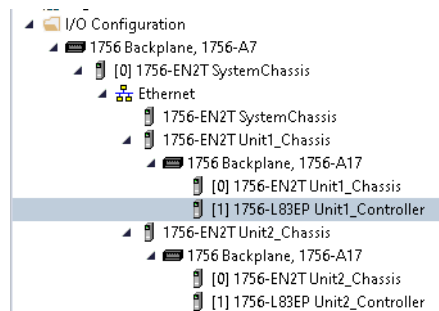 I/O Configuration
1756 Backplane, 1756-A7
[0] 1756-EN2T SystemChassis
Ethernet
1756-EN2T SystemChassis
1756-EN2T Unit1_Chassis
1756 Backplane, 1756-A17
[0] 1756-EN2T Unit1_Chassis
[1] 1756-L83EP Unit1_Controller
1756-EN2T Unit2_Chassis
1756 Backplane, 1756-A17
[0] 1756-EN2T Unit2_Chassis
[1] 1756-L83EP Unit2_Controller